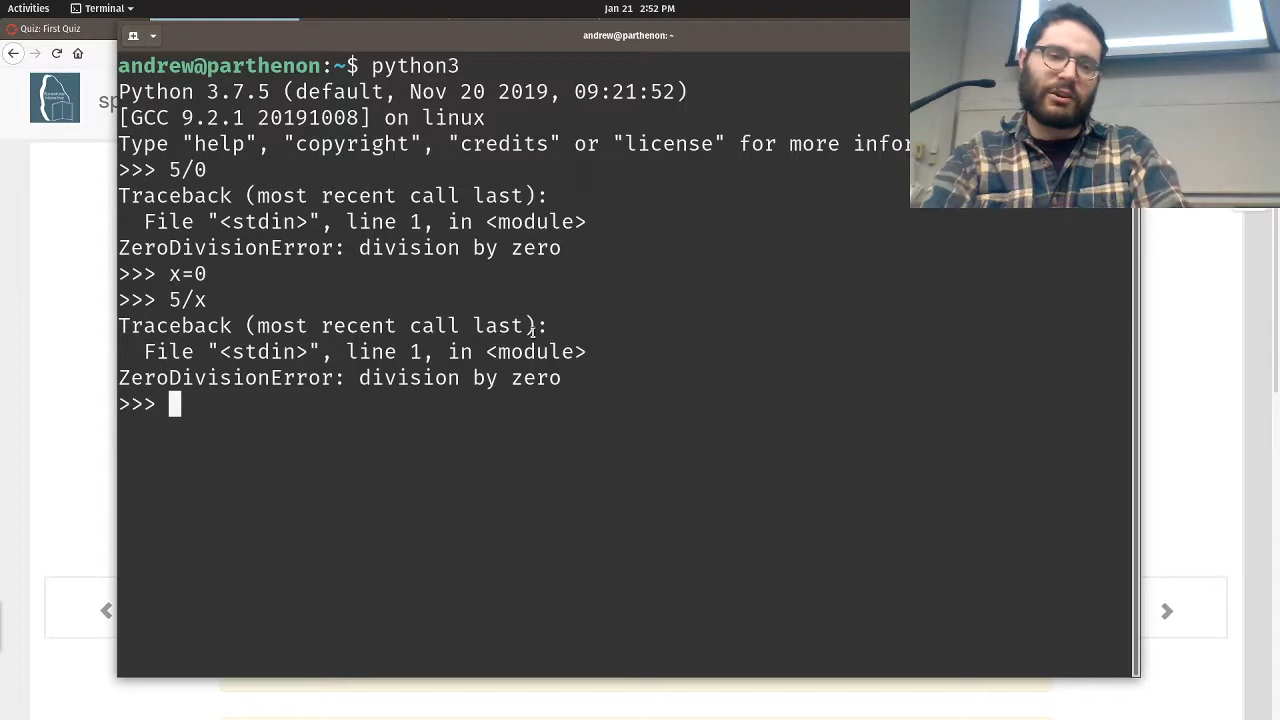 Activities
Terminal
Jan 21 2:52 PM
Quiz: First Quiz
andrew@parthenon: ~
sp
andrew@parthenon:~$ python3
Python 3.7.5 (default, Nov 20 2019, 09:21:52)
[GCC 9.2.1 20191008] on linux
Type "help", "copyright", "credits" or "license" for more infor
>>> 5/0
Traceback (most recent call last):
  File "<stdin>", line 1, in <module>
ZeroDivisionError: division by zero
>>> x=0
>>> 5/x
Traceback (most recent call last):
  File "<stdin>", line 1, in <module>
ZeroDivisionError: division by zero
>>>